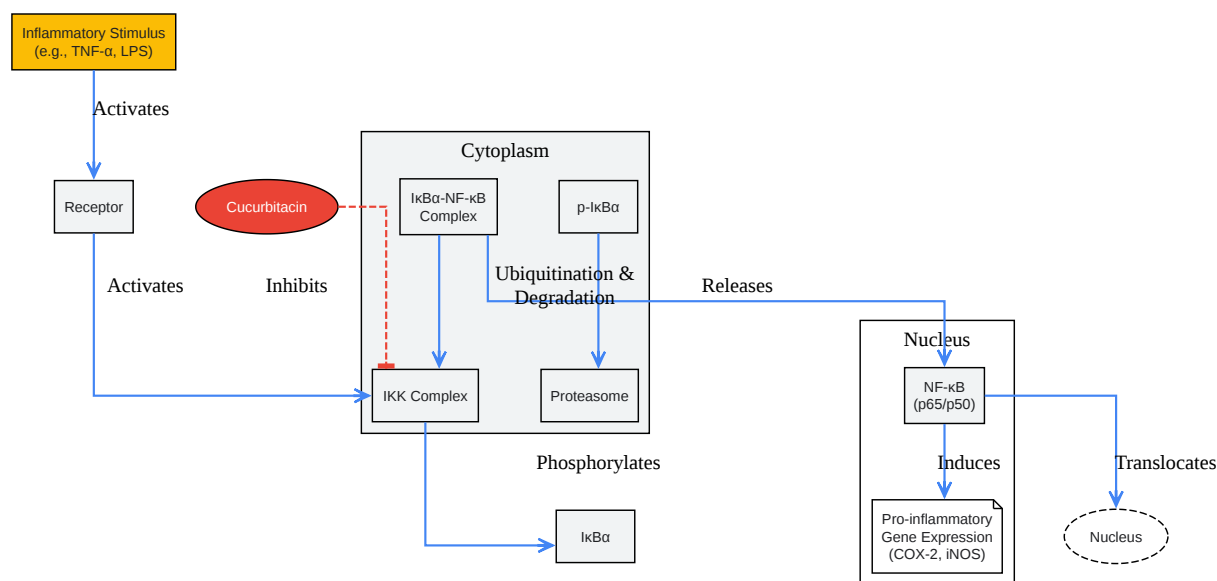 Inflammatory Stimulus
(e.g., TNF-α, LPS)
Activates
Cytoplasm
Receptor
Cucurbitacin
IκBα-NF-κB
Complex
p-IκBα
Activates
Inhibits
Ubiquitination &
Degradation
Releases
Nucleus
IKK Complex
Proteasome
NF-κB
(p65/p50)
Phosphorylates
Induces
Translocates
IκBα
Pro-inflammatory
Gene Expression
(COX-2, iNOS)
Nucleus